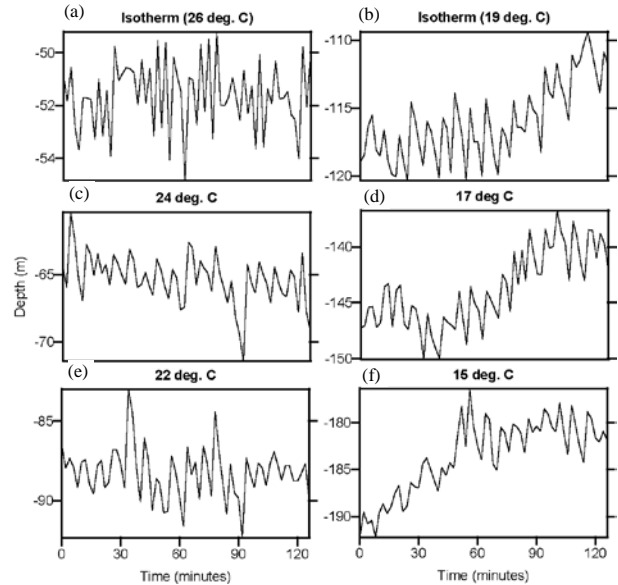 (a) Isotherm (26 deg. C)
-50
-52
-54
(b) Isotherm (19 deg. C)
-110
-115
-120
(c) 24 deg. C
-65
-70
(d) 17 deg. C
-140
-145
-150
Depth (m)
(e) 22 deg. C
-85
-90
0 30 60 90 120
Time (minutes)
(f) 15 deg. C
-180
-185
-190
0 30 60 90 120
Time (minutes)